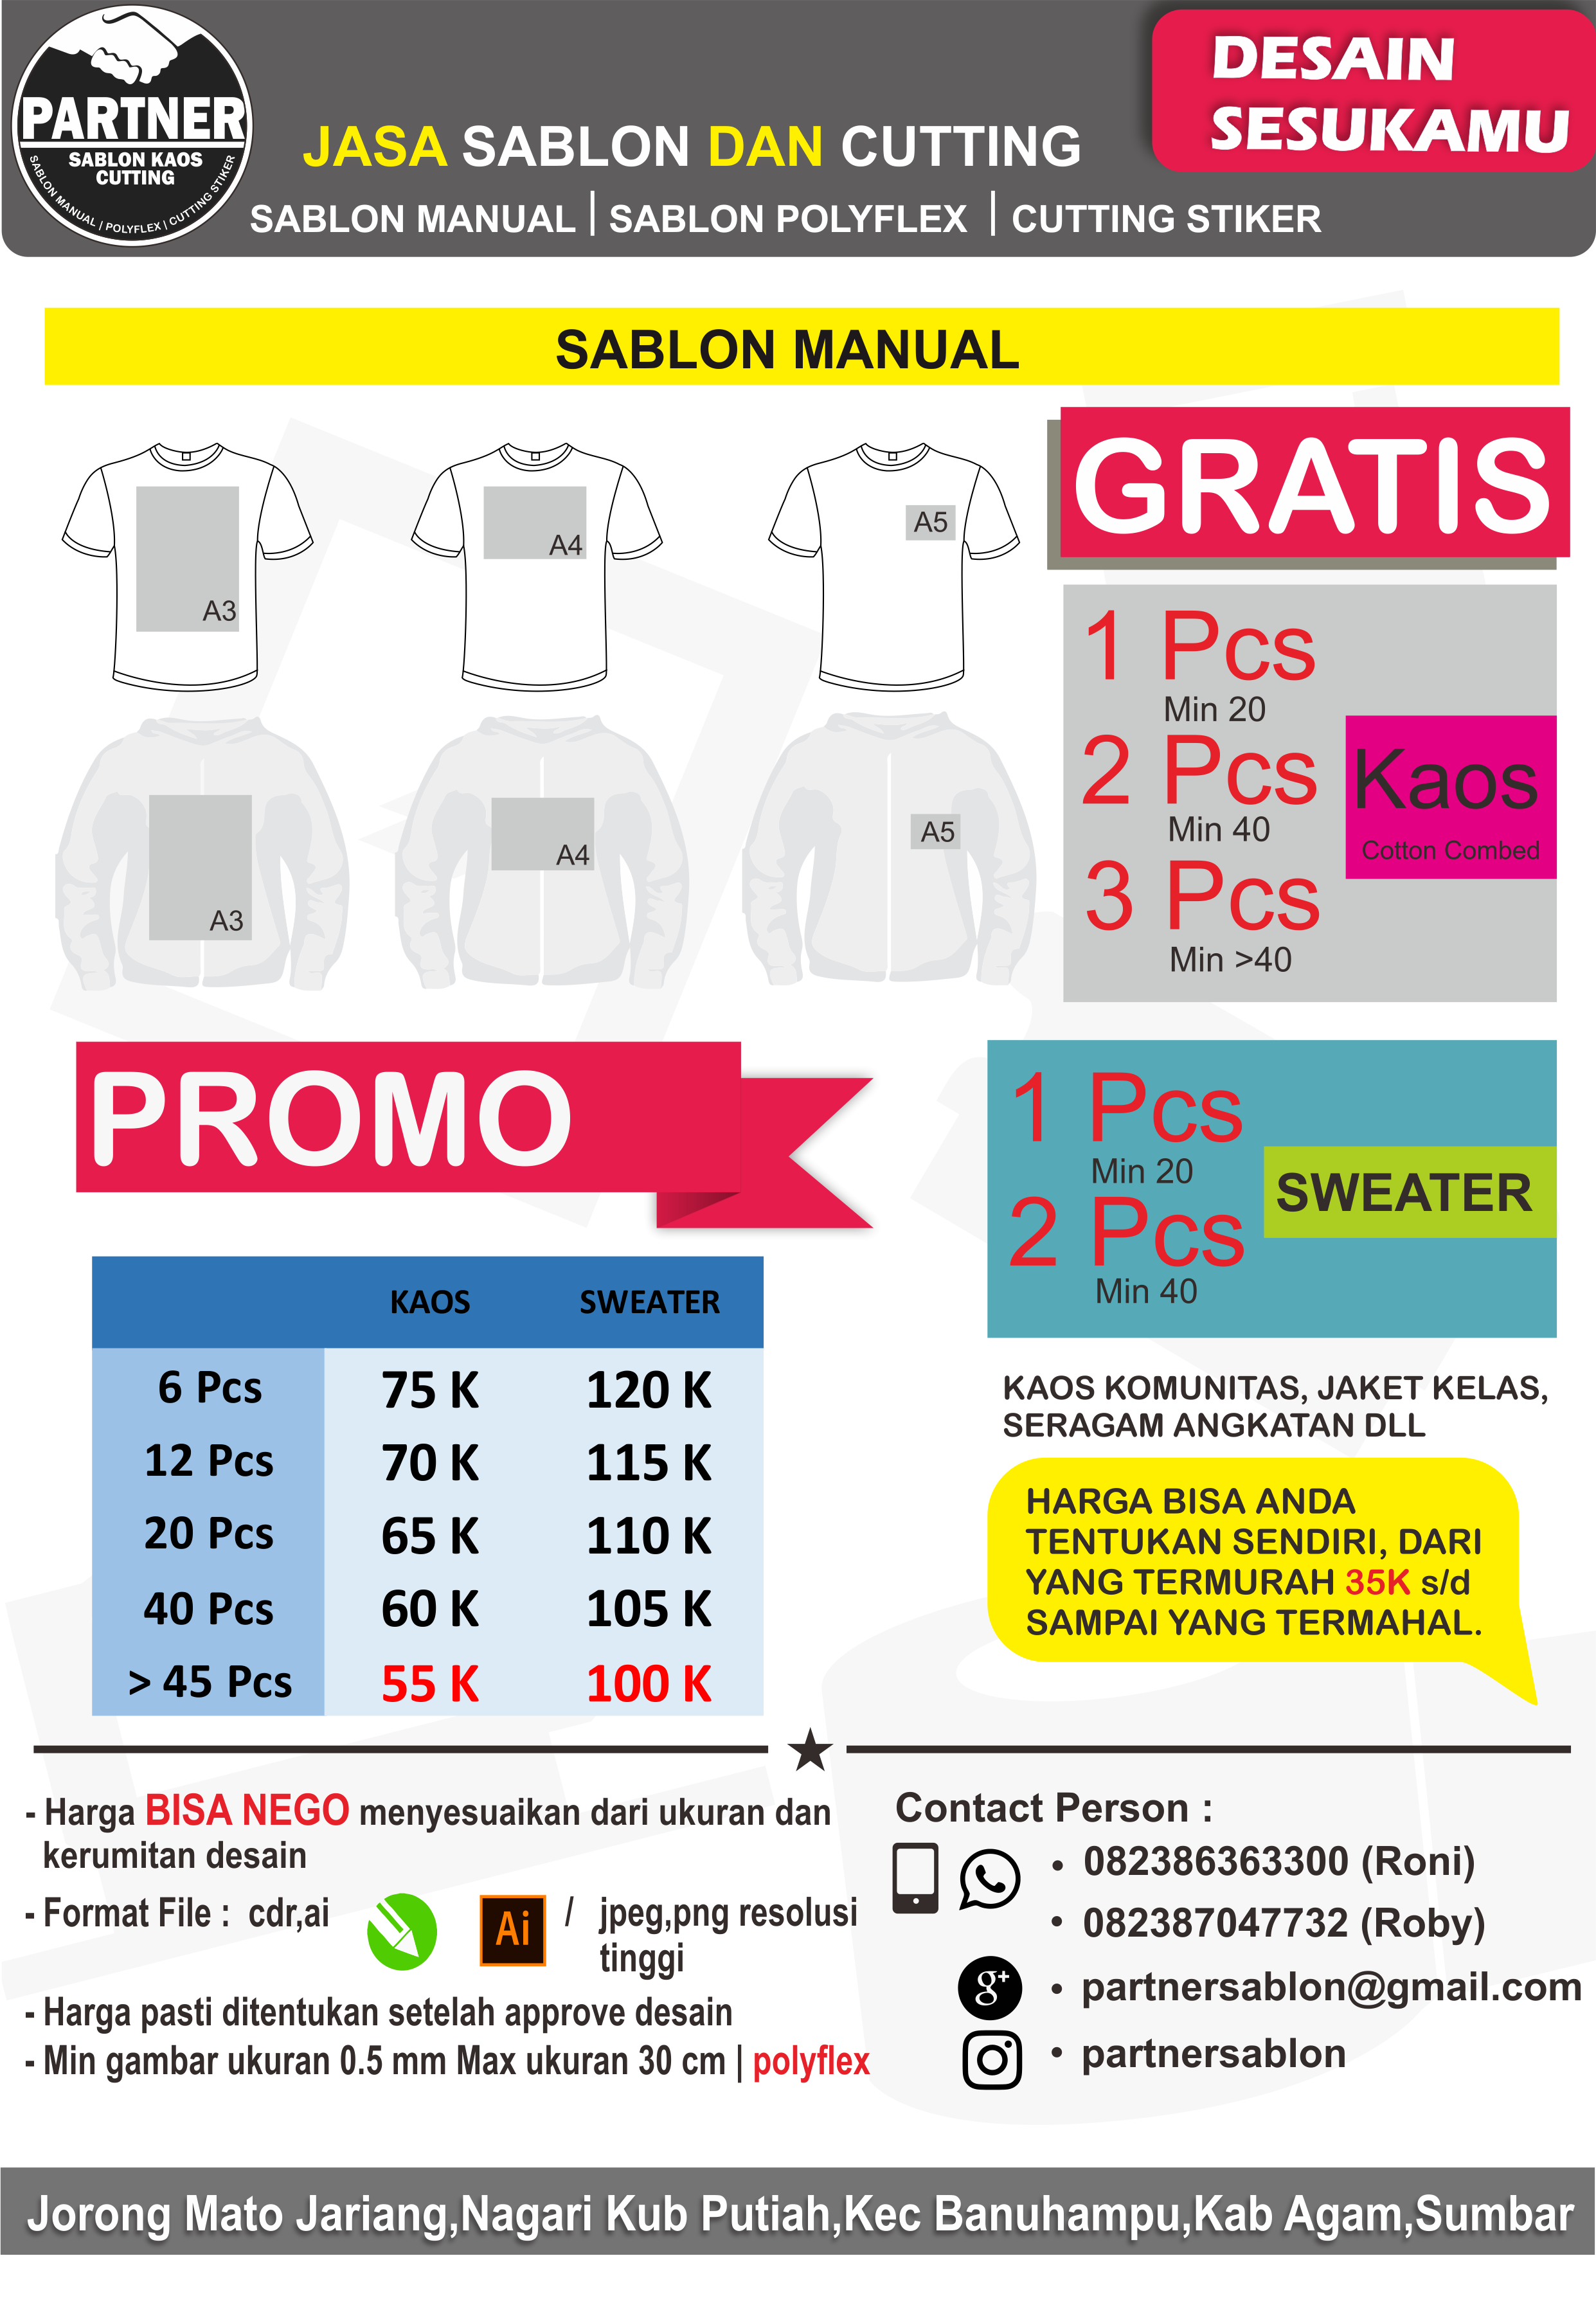 PARTNER
SABLON KAOS
CUTTING
SABLON MANUAL | POLYFLEX | CUTTING STIKER
JASA SABLON DAN CUTTING
SABLON MANUAL | SABLON POLYFLEX | CUTTING STIKER
DESAIN
SESUKAMU
SABLON MANUAL
A3
A4
A5
A3
A4
A5
GRATIS
1 Pcs
Min 20
2 Pcs
Min 40
3 Pcs
Min >40
Kaos
Cotton Combed
PROMO
1 Pcs
Min 20
2 Pcs
Min 40
SWEATER
KAOS SWEATER
6 Pcs 75 K 120 K
12 Pcs 70 K 115 K
20 Pcs 65 K 110 K
40 Pcs 60 K 105 K
> 45 Pcs 55 K 100 K
KAOS KOMUNITAS, JAKET KELAS,
SERAGAM ANGKATAN DLL
HARGA BISA ANDA
TENTUKAN SENDIRI, DARI
YANG TERMURAH 35K s/d
SAMPAI YANG TERMAHAL.
- Harga BISA NEGO menyesuaikan dari ukuran dan
kerumitan desain
- Format File : cdr,ai Ai / jpeg,png resolusi
tinggi
- Harga pasti ditentukan setelah approve desain
- Min gambar ukuran 0.5 mm Max ukuran 30 cm | polyflex
Contact Person :
• 082386363300 (Roni)
• 082387047732 (Roby)
g+ • partnersablon@gmail.com
• partnersablon
Jorong Mato Jariang,Nagari Kub Putiah,Kec Banuhampu,Kab Agam,Sumbar